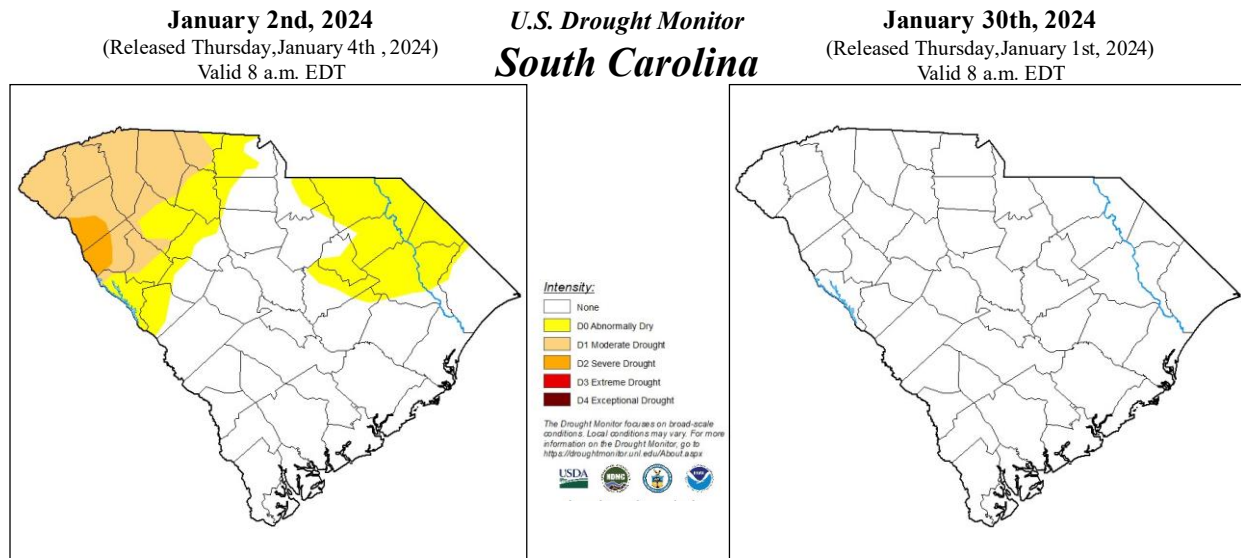 January 2nd, 2024
(Released Thursday,January 4th , 2024)
Valid 8 a.m. EDT
U.S. Drought Monitor
South Carolina
January 30th, 2024
(Released Thursday,January 1st, 2024)
Valid 8 a.m. EDT
Intensity:
None
D0 Abnormally Dry
D1 Moderate Drought
D2 Severe Drought
D3 Extreme Drought
D4 Exceptional Drought
The Drought Monitor focuses on broad-scale
conditions. Local conditions may vary. For more
information on the Drought Monitor, go to
https://droughtmonitor.unl.edu/About.aspx
USDA
NDMC